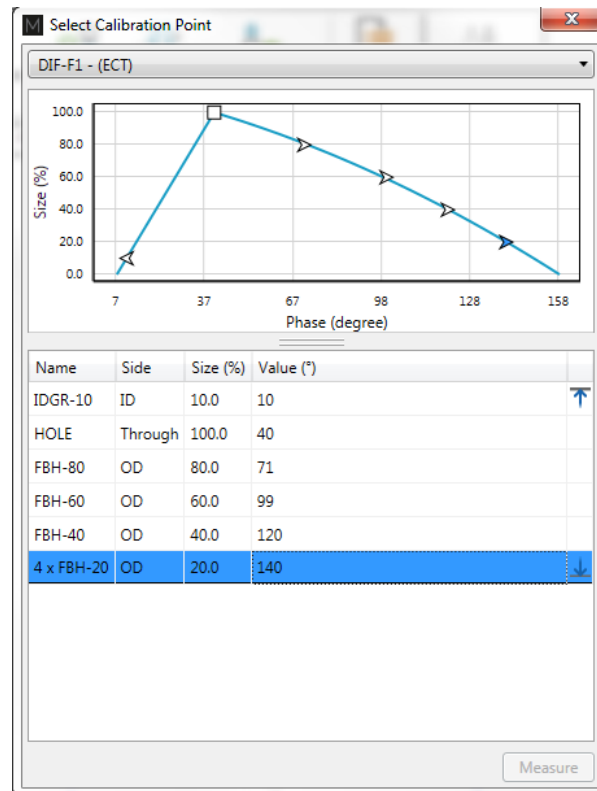 M Select Calibration Point
DIF-F1 - (ECT)
100.0
80.0
60.0
40.0
20.0
0.0
Size (%)
7 37 67 98 128 158
Phase (degree)
Name Side Size (%) Value (°)
IDGR-10 ID 10.0 10
HOLE Through 100.0 40
FBH-80 OD 80.0 71
FBH-60 OD 60.0 99
FBH-40 OD 40.0 120
4 x FBH-20 OD 20.0 140
Measure